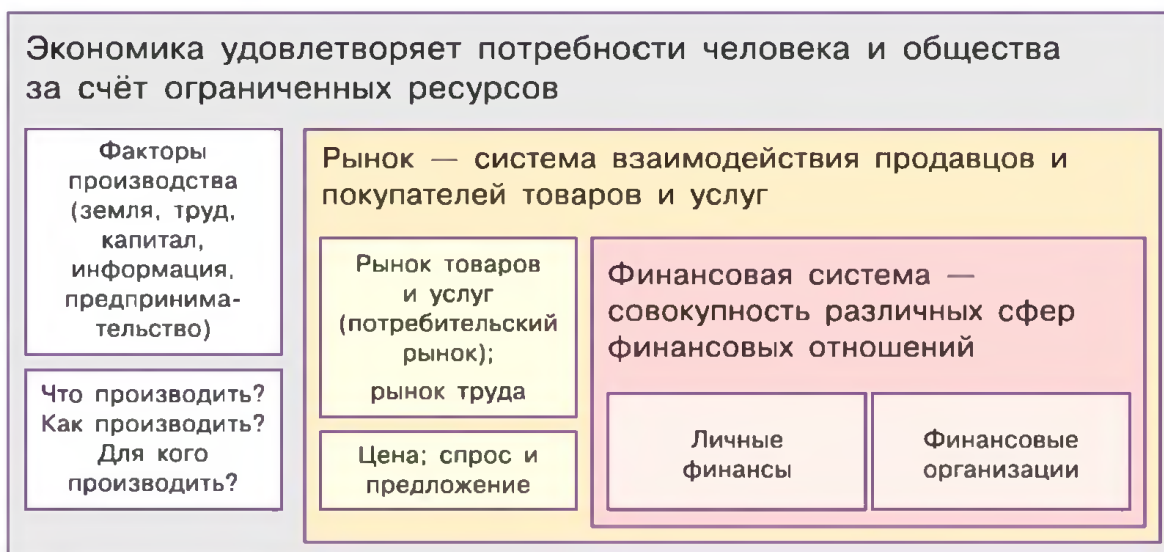 Экономика удовлетворяет потребности человека и общества
за счёт ограниченных ресурсов
Факторы
производства
(земля, труд,
капитал,
информация,
предпринима-
тельство)
Что производить?
Как производить?
Для кого
производить?
Рынок — система взаимодействия продавцов и
покупателей товаров и услуг
Рынок товаров
и услуг
(потребительский
рынок);
рынок труда
Цена; спрос и
предложение
Финансовая система —
совокупность различных сфер
финансовых отношений
Личные
финансы
Финансовые
организации